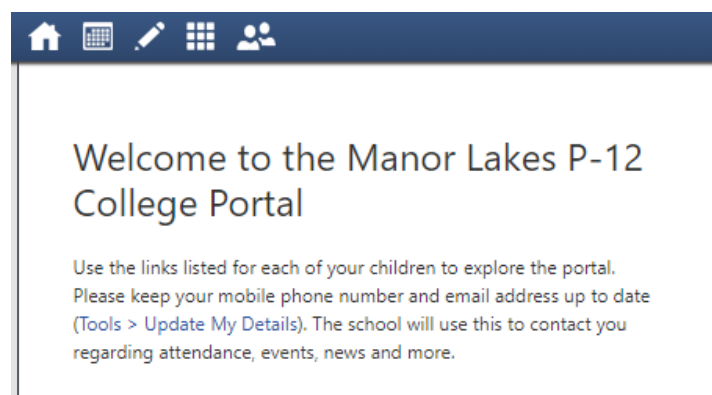 Welcome to the Manor Lakes P-12
College Portal
Use the links listed for each of your children to explore the portal.
Please keep your mobile phone number and email address up to date
(Tools > Update My Details). The school will use this to contact you
regarding attendance, events, news and more.